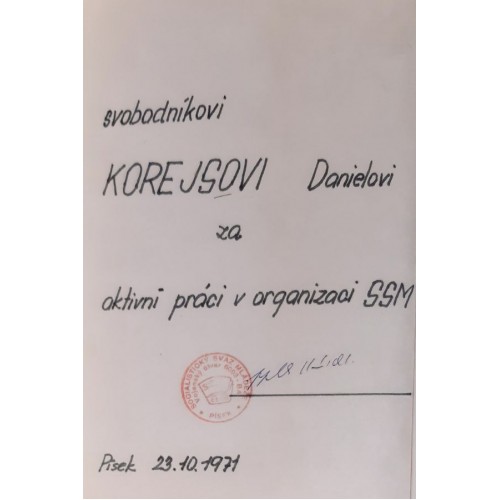 svobodníkovi
KOREJSOVI Danielovi
za
aktivní práci v organizaci SSM
SOCIALISTICKÝ SVAZ MLÁDEŽE
Písek
Písek 23.10.1971